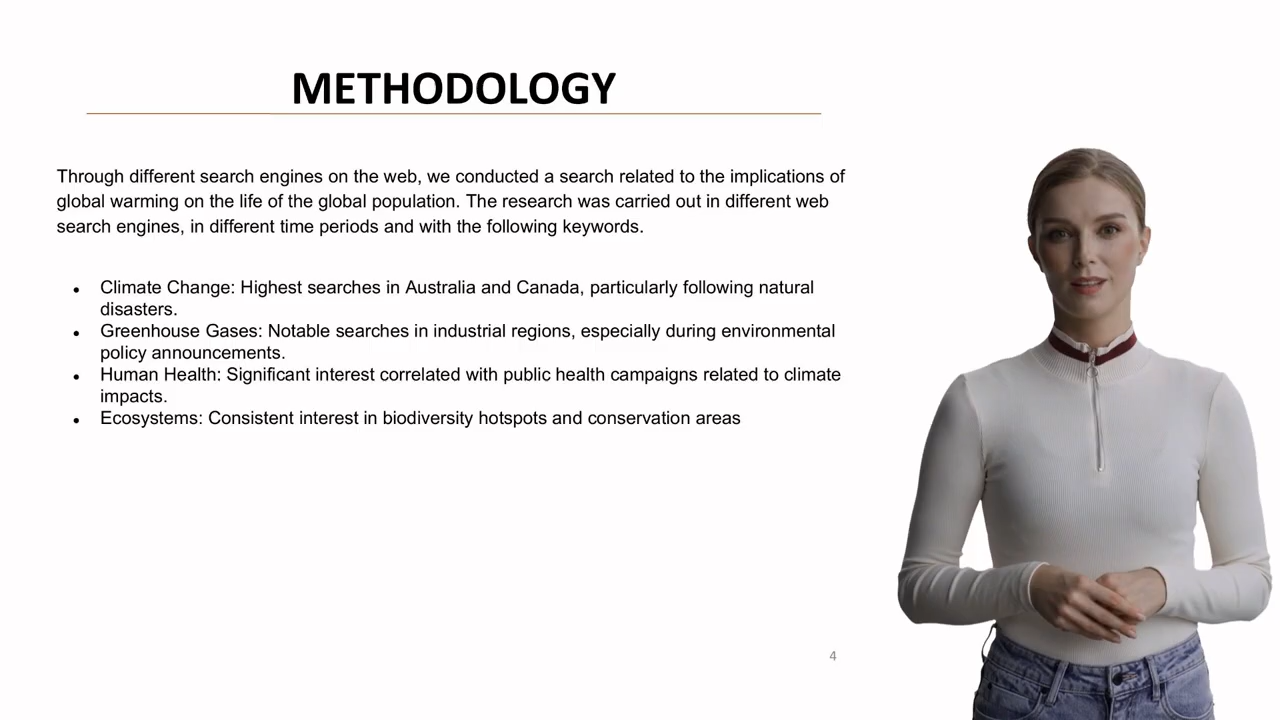 METHODOLOGY
Through different search engines on the web, we conducted a search related to the implications of
global warming on the life of the global population. The research was carried out in different web
search engines, in different time periods and with the following keywords.
• Climate Change: Highest searches in Australia and Canada, particularly following natural
disasters.
• Greenhouse Gases: Notable searches in industrial regions, especially during environmental
policy announcements.
• Human Health: Significant interest correlated with public health campaigns related to climate
impacts.
• Ecosystems: Consistent interest in biodiversity hotspots and conservation areas
4